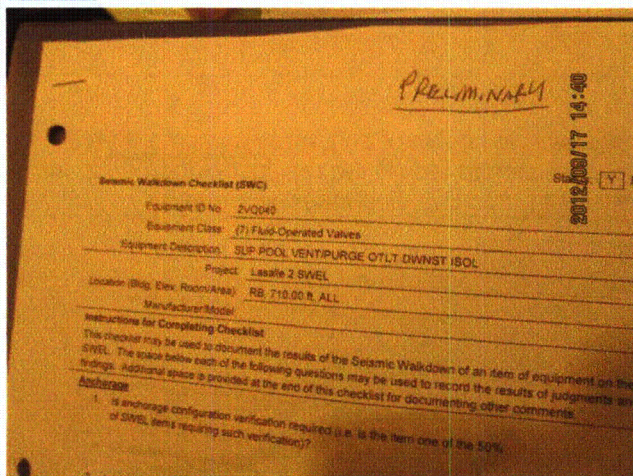 PRELIMINARY
2012/09/17 14:40
Seismic Walkdown Checklist (SWC)
Y
Equipment ID No. 2VQ040
Equipment Class: (7) Fluid-Operated Valves
Equipment Description: SUP POOL VENT/PURGE OTLT DWNST ISOL
Project: Lasalle 2 SWEL
Location (Bldg, Elev, Room/Area): RB, 710.00 ft, ALL
Manufacturer/Model
Instructions for Completing Checklist
This checklist may be used to document the results of the Seismic Walkdown of an item of equipment on the
SWEL. The space below each of the following questions may be used to record the results of judgments an
findings. Additional space is provided at the end of this checklist for documenting other comments.
Anchorage
1. Is anchorage configuration verification required (i.e. is the item one of the 50%
of SWEL items requiring such verification)?